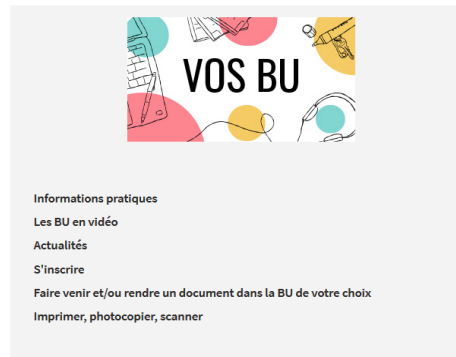 VOS BU
Informations pratiques
Les BU en vidéo
Actualités
S'inscrire
Faire venir et/ou rendre un document dans la BU de votre choix
Imprimer, photocopier, scanner